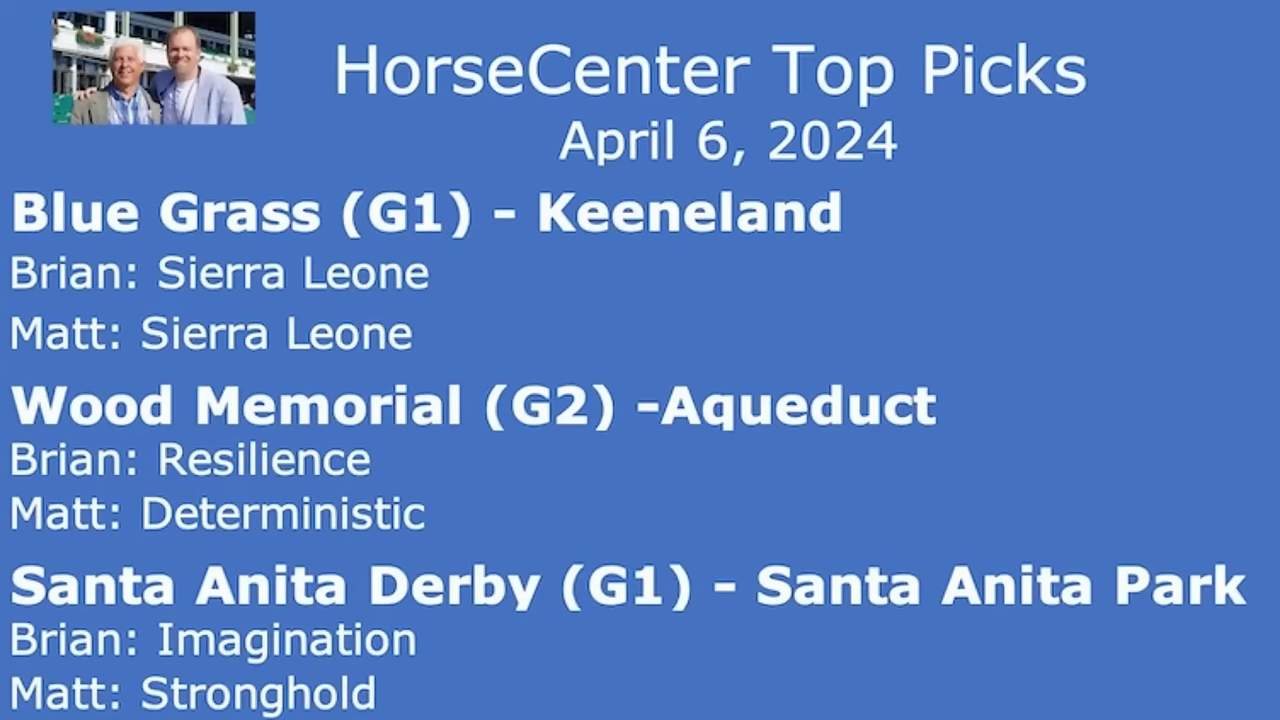 HorseCenter Top Picks
April 6, 2024
Blue Grass (G1) - Keeneland
Brian: Sierra Leone
Matt: Sierra Leone
Wood Memorial (G2) -Aqueduct
Brian: Resilience
Matt: Deterministic
Santa Anita Derby (G1) - Santa Anita Park
Brian: Imagination
Matt: Stronghold